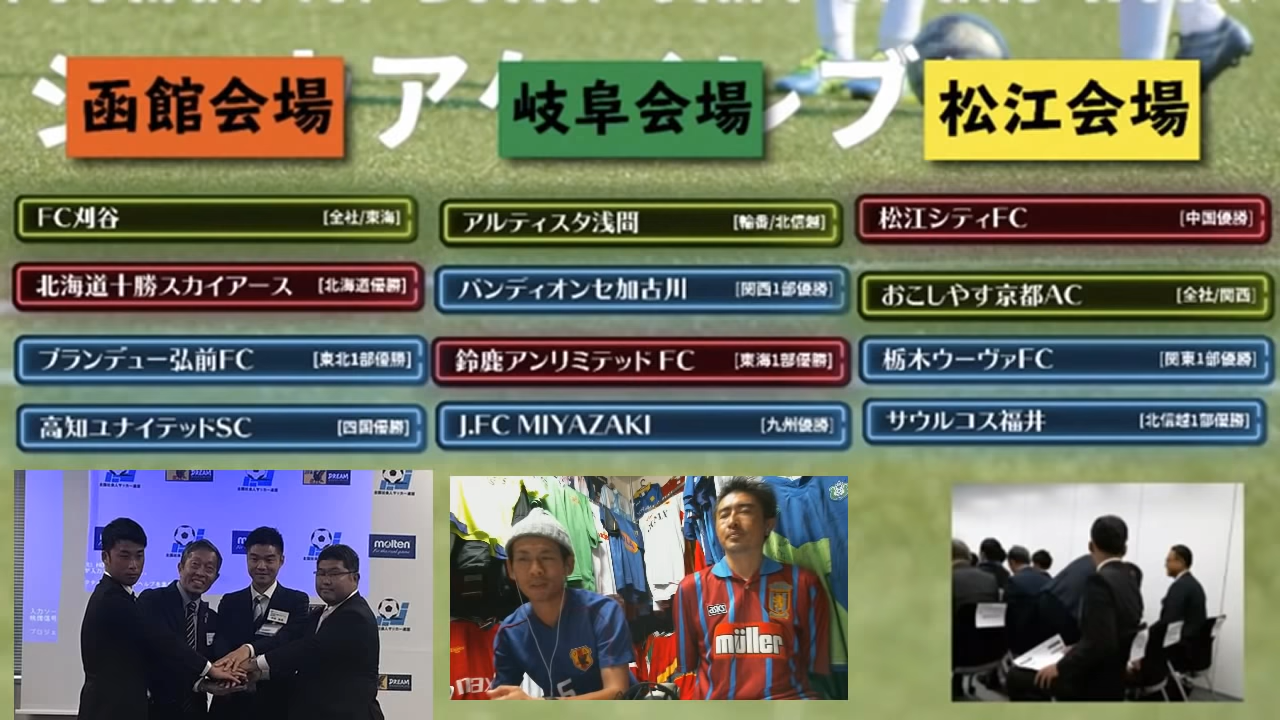 函館会場
岐阜会場
松江会場
FC刈谷 [全社/東海]
北海道十勝スカイアース [北海道優勝]
ブランデュー弘前FC [東北1部優勝]
高知ユナイテッドSC [四国優勝]
アルティスタ浅間 [輪番/北信越]
バンディオンセ加古川 [関西1部優勝]
鈴鹿アンリミテッド FC [東海1部優勝]
J.FC MIYAZAKI [九州優勝]
松江シティFC [中国優勝]
おこしやす京都AC [全社/関西]
栃木ウーヴァFC [関東1部優勝]
サウルコス福井 [北信越1部優勝]
DREAM
molten
DREAM
asics
müller